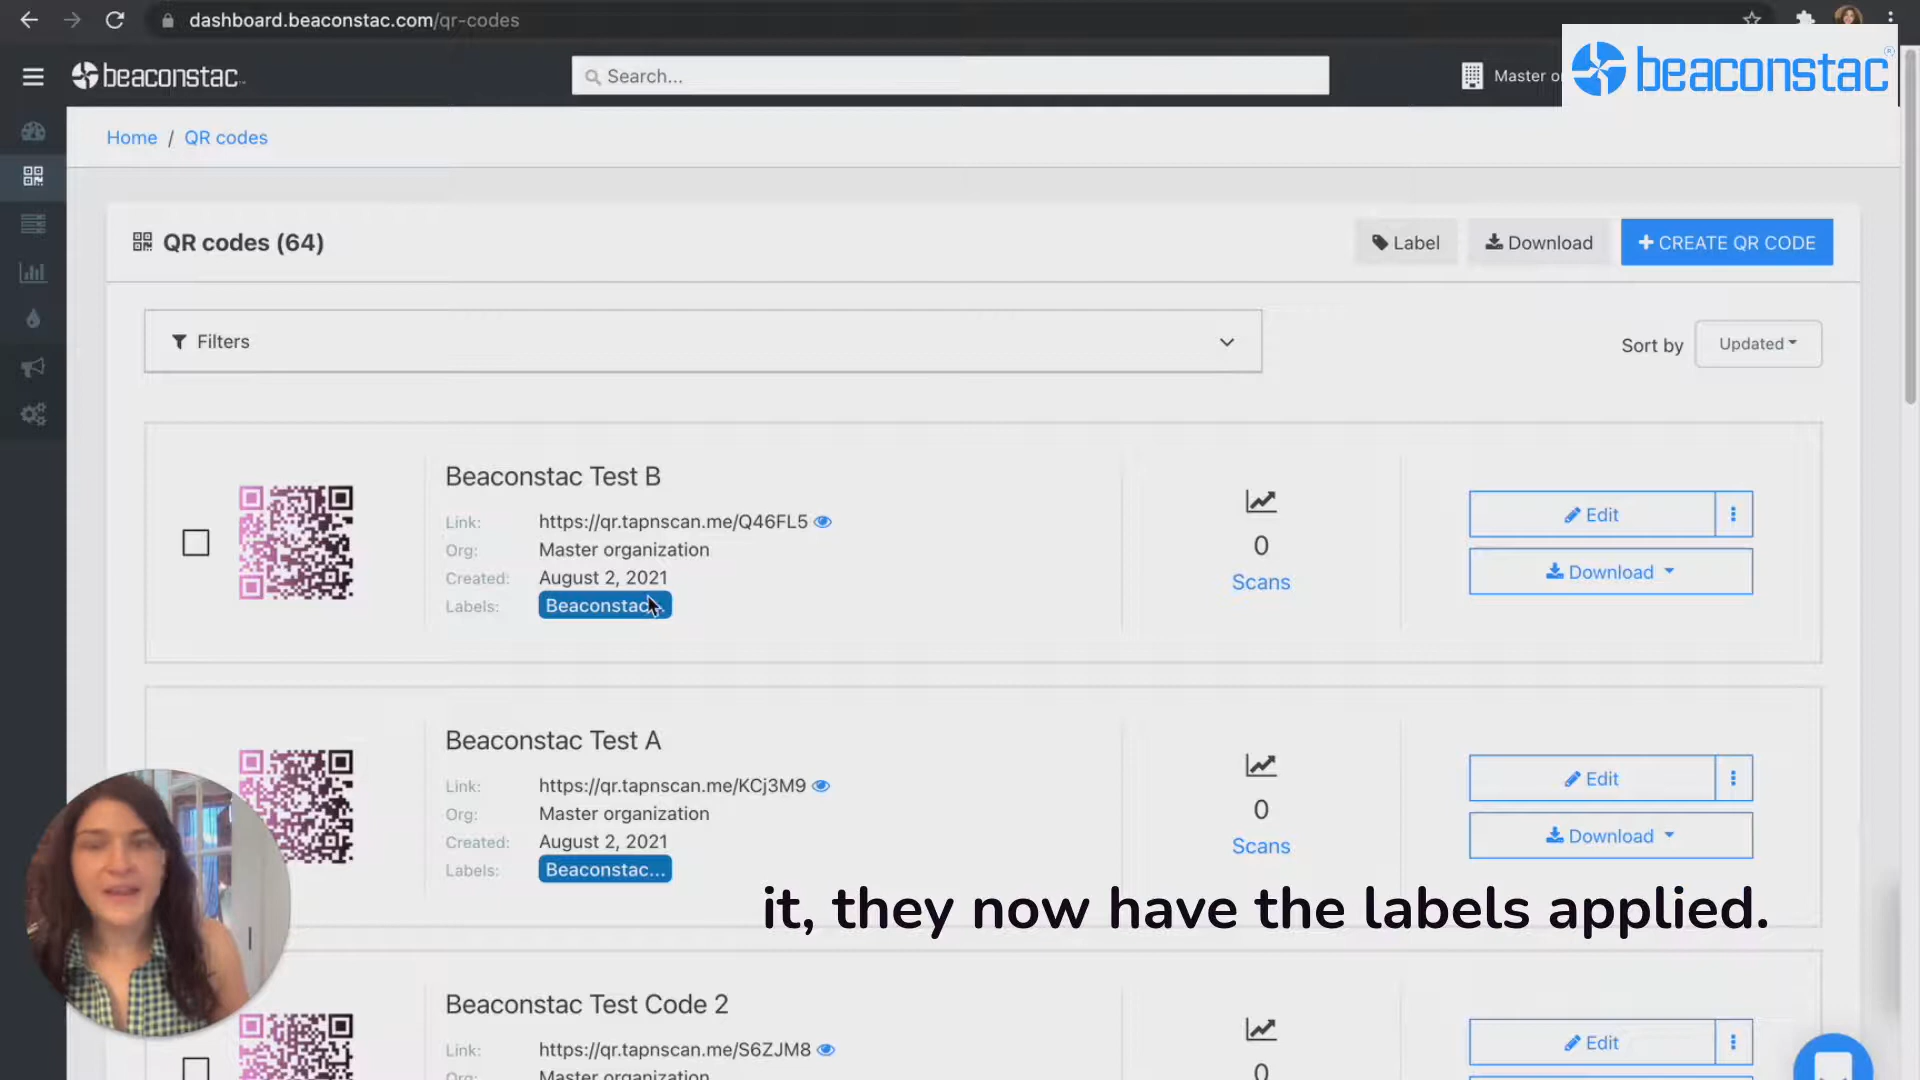 dashboard.beaconstac.com/qr-codes
beaconstac
Search...
Master o
beaconstac
Home / QR codes
QR codes (64)
Label
Download
+ CREATE QR CODE
Filters
Sort by
Updated
Beaconstac Test B
Link: https://qr.tapnscan.me/Q46FL5
Org: Master organization
Created: August 2, 2021
Labels: Beaconstac...
0
Scans
Edit
Download
Beaconstac Test A
Link: https://qr.tapnscan.me/KCj3M9
Org: Master organization
Created: August 2, 2021
Labels: Beaconstac...
0
Scans
Edit
Download
it, they now have the labels applied.
Beaconstac Test Code 2
Link: https://qr.tapnscan.me/S6ZJM8
Org: Master organization
0
Edit